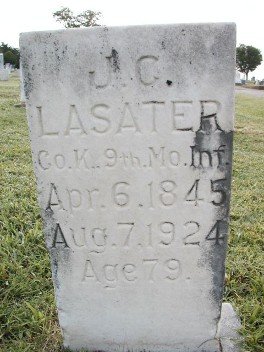 J.C.
LASATER
Co.K., 9th. Mo. Inf.
Apr. 6. 1845
Aug. 7. 1924
Age 79.